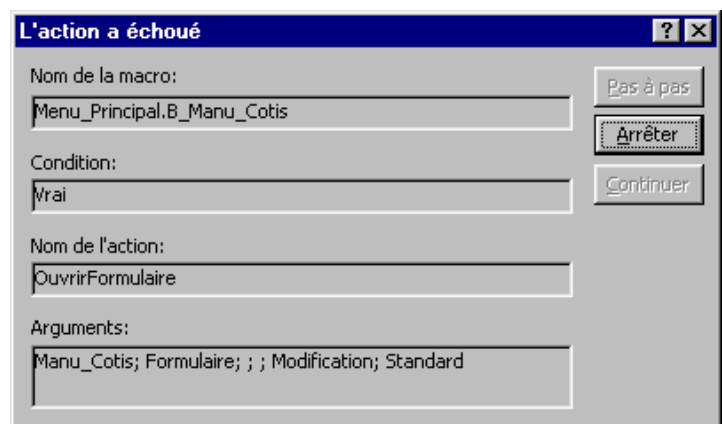 L'action a échoué
Nom de la macro:
Menu_Principal.B_Manu_Cotis
Pas à pas
Arrêter
Condition:
Vrai
Continuer
Nom de l'action:
OuvrirFormulaire
Arguments:
Manu_Cotis; Formulaire; ; ; Modification; Standard